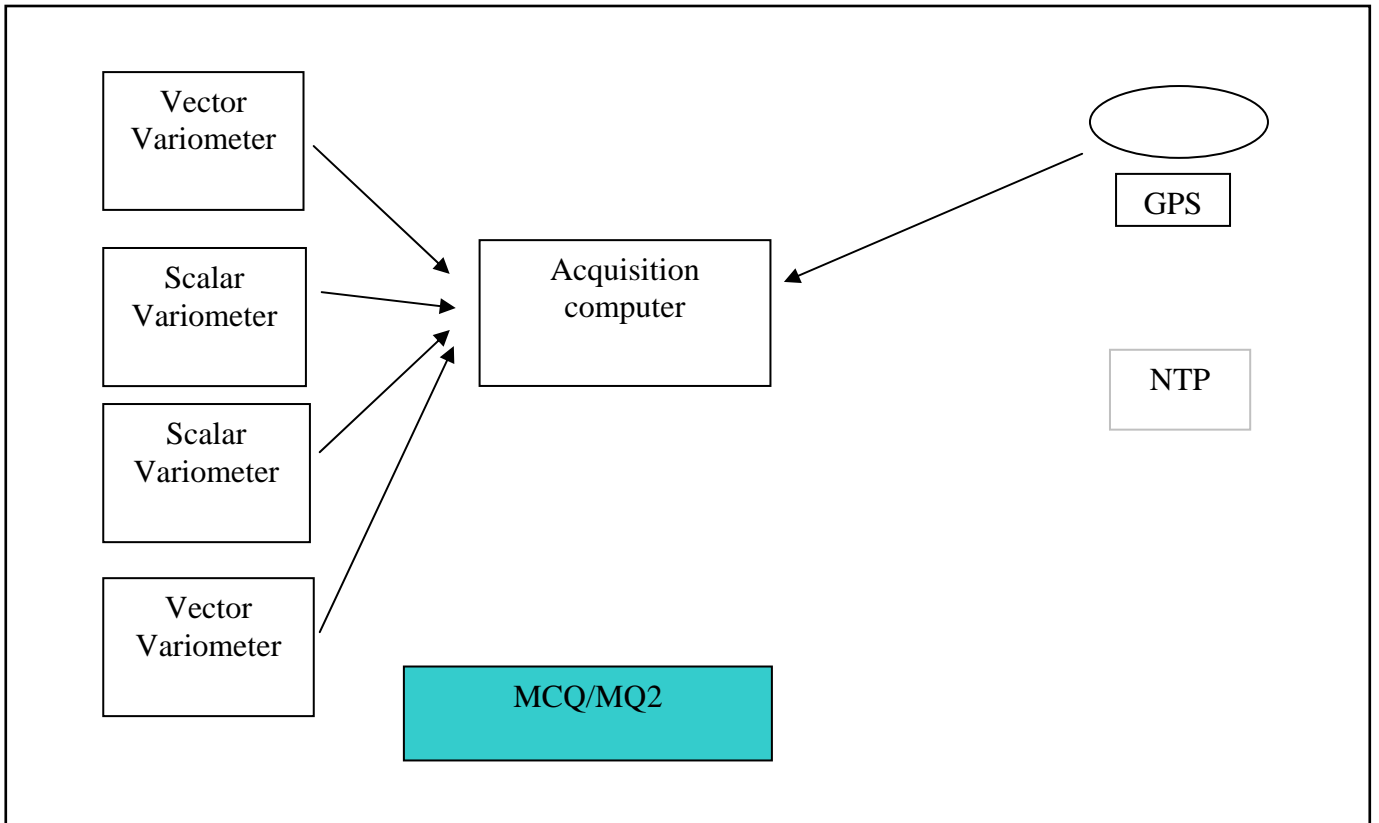 Vector
Variometer
Scalar
Variometer
Scalar
Variometer
Vector
Variometer
Acquisition
computer
GPS
NTP
MCQ/MQ2